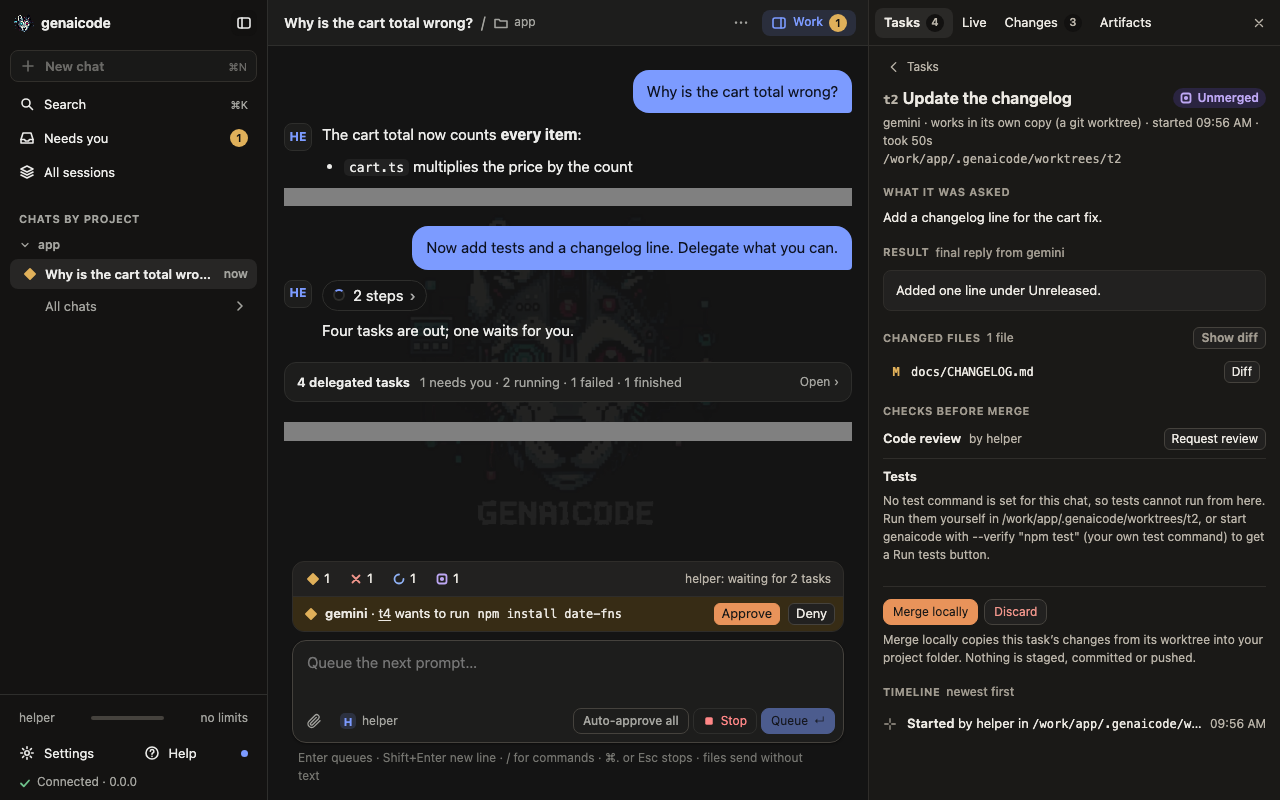 genaicode
New chat ⌘N
Search ⌘K
Needs you 1
All sessions
CHATS BY PROJECT
app
Why is the cart total wro... now
All chats
helper no limits
Settings Help
Connected · 0.0.0
Why is the cart total wrong? / app
··· Work 1
Why is the cart total wrong?
HE The cart total now counts every item:
• cart.ts multiplies the price by the count
Now add tests and a changelog line. Delegate what you can.
HE 2 steps ›
Four tasks are out; one waits for you.
4 delegated tasks 1 needs you · 2 running · 1 failed · 1 finished Open ›
GENAICODE
1 1 1 1 helper: waiting for 2 tasks
gemini · t4 wants to run npm install date-fns Approve Deny
Queue the next prompt...
H helper Auto-approve all Stop Queue ↵
Enter queues · Shift+Enter new line · / for commands · ⌘. or Esc stops · files send without
text
Tasks 4 Live Changes 3 Artifacts ×
Tasks
t2 Update the changelog Unmerged
gemini · works in its own copy (a git worktree) · started 09:56 AM ·
took 50s
/work/app/.genaicode/worktrees/t2
WHAT IT WAS ASKED
Add a changelog line for the cart fix.
RESULT final reply from gemini
Added one line under Unreleased.
CHANGED FILES 1 file Show diff
M docs/CHANGELOG.md Diff
CHECKS BEFORE MERGE
Code review by helper Request review
Tests
No test command is set for this chat, so tests cannot run from here.
Run them yourself in /work/app/.genaicode/worktrees/t2, or start
genaicode with --verify "npm test" (your own test command) to get
a Run tests button.
Merge locally Discard
Merge locally copies this task’s changes from its worktree into your
project folder. Nothing is staged, committed or pushed.
TIMELINE newest first
Started by helper in /work/app/.genaicode/w... 09:56 AM